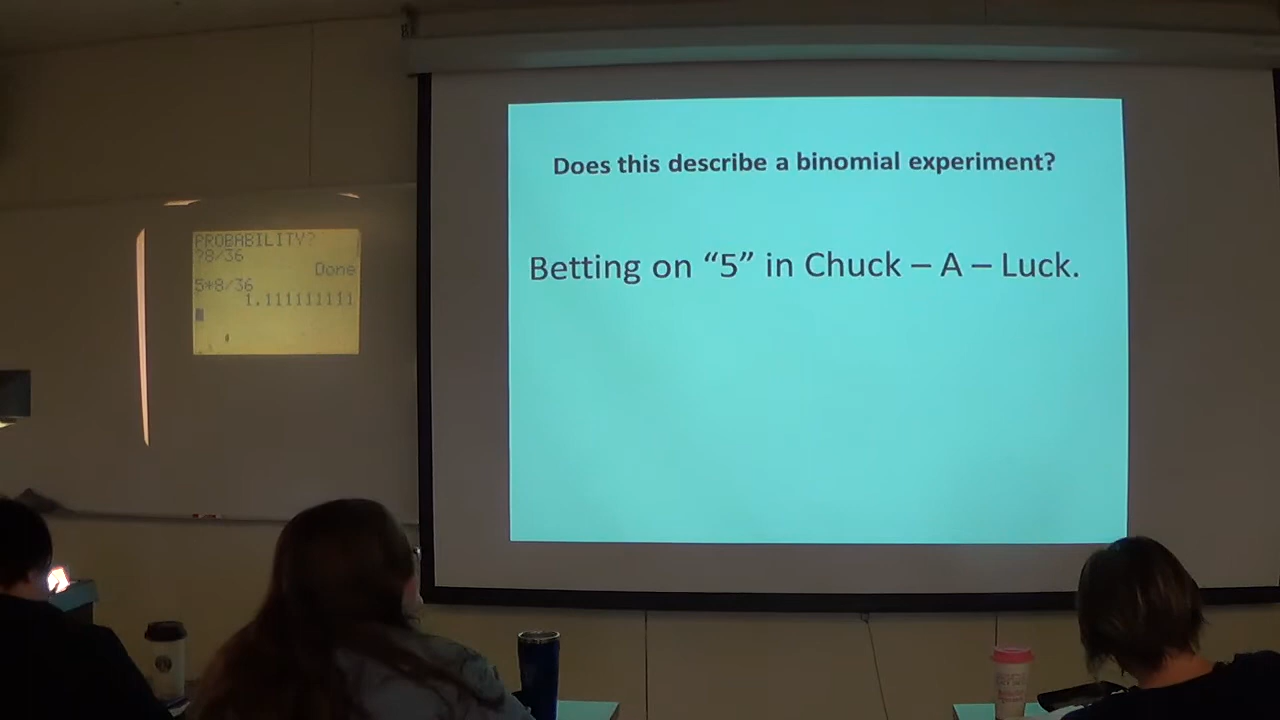 Does this describe a binomial experiment?
Betting on “5” in Chuck – A – Luck.
PROBABILITY?
?8/36
Done
5*8/36
1.111111111